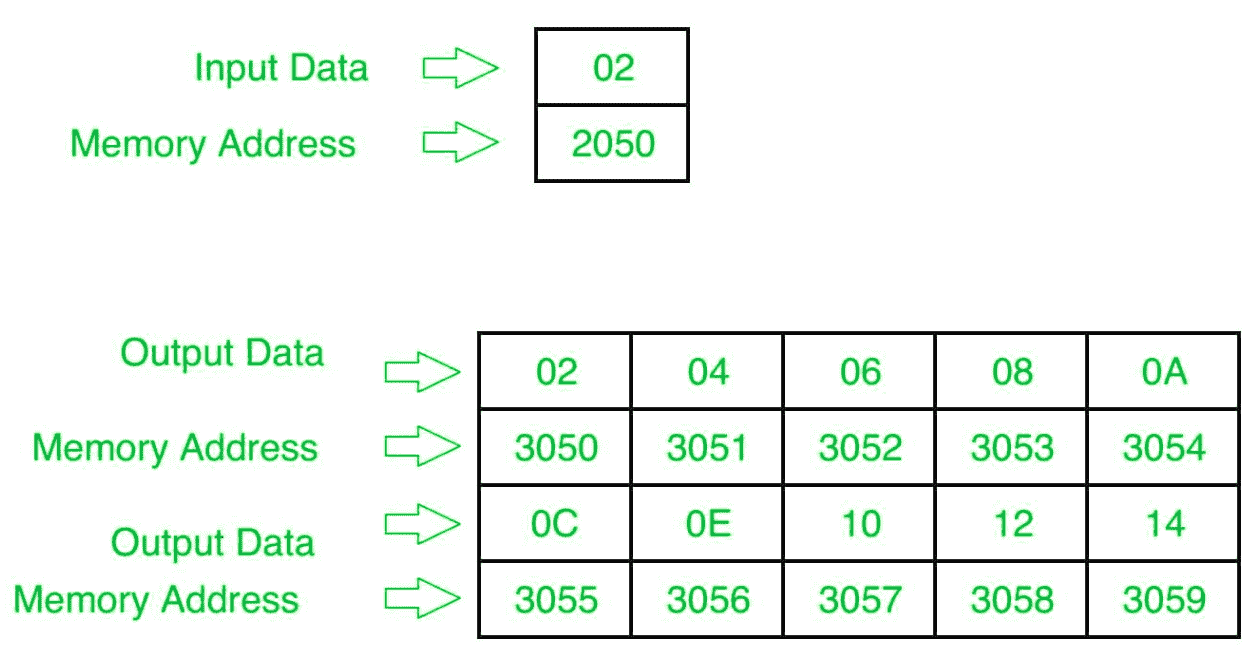 Input Data 02
Memory Address 2050
Output Data 02 04 06 08 0A
Memory Address 3050 3051 3052 3053 3054
Output Data 0C 0E 10 12 14
Memory Address 3055 3056 3057 3058 3059